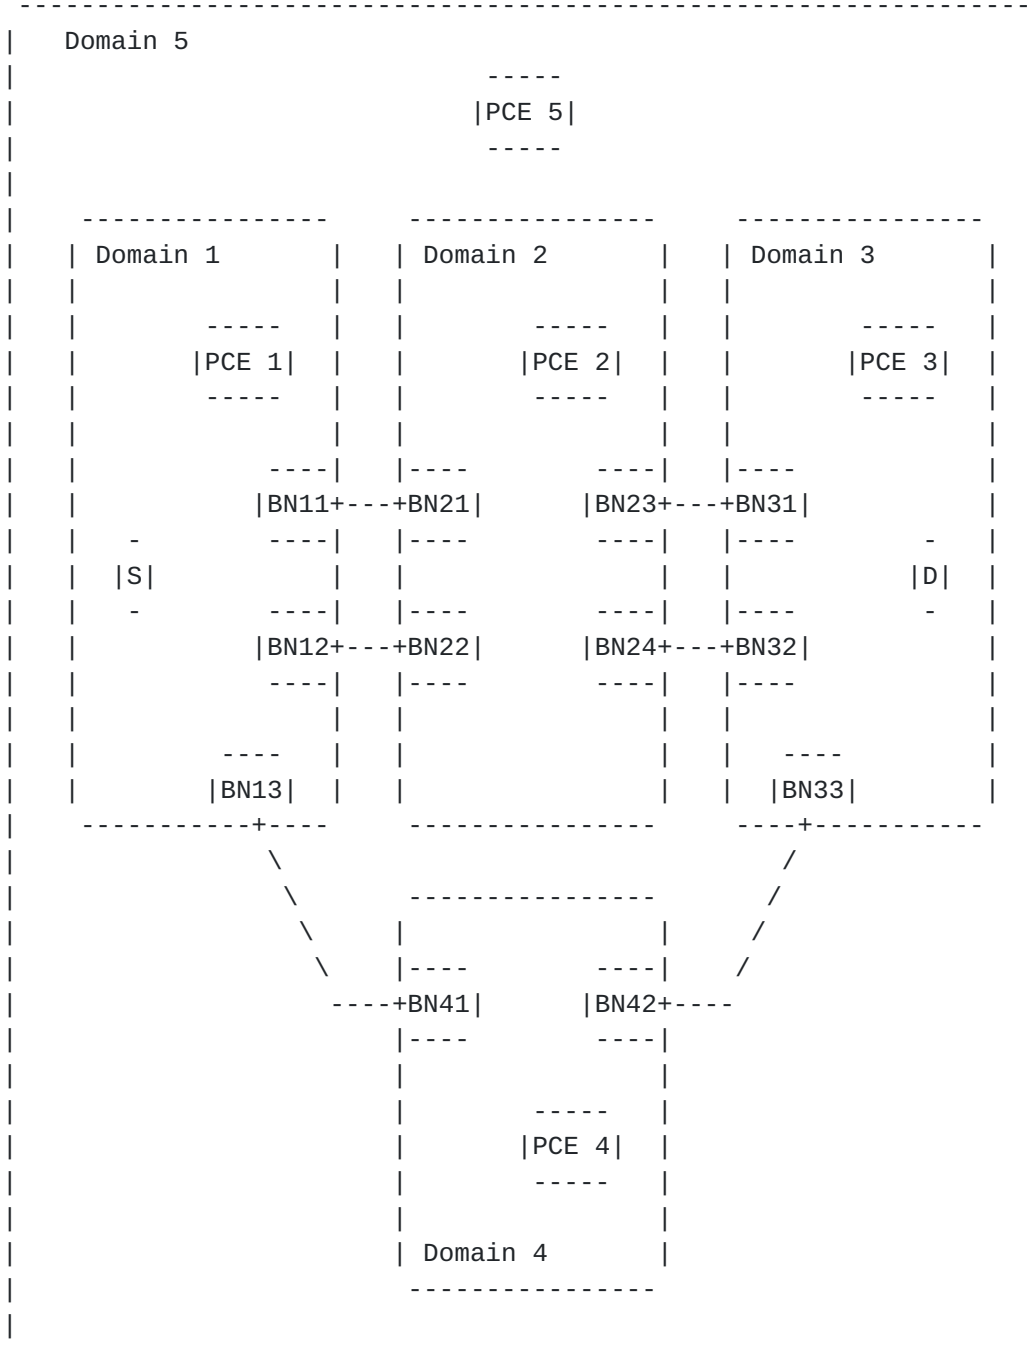 Domain 5
PCE 5
Domain 1 Domain 2 Domain 3
PCE 1 PCE 2 PCE 3
BN11 BN21 BN23 BN31
S D
BN12 BN22 BN24 BN32
BN13 BN33
BN41 BN42
PCE 4
Domain 4